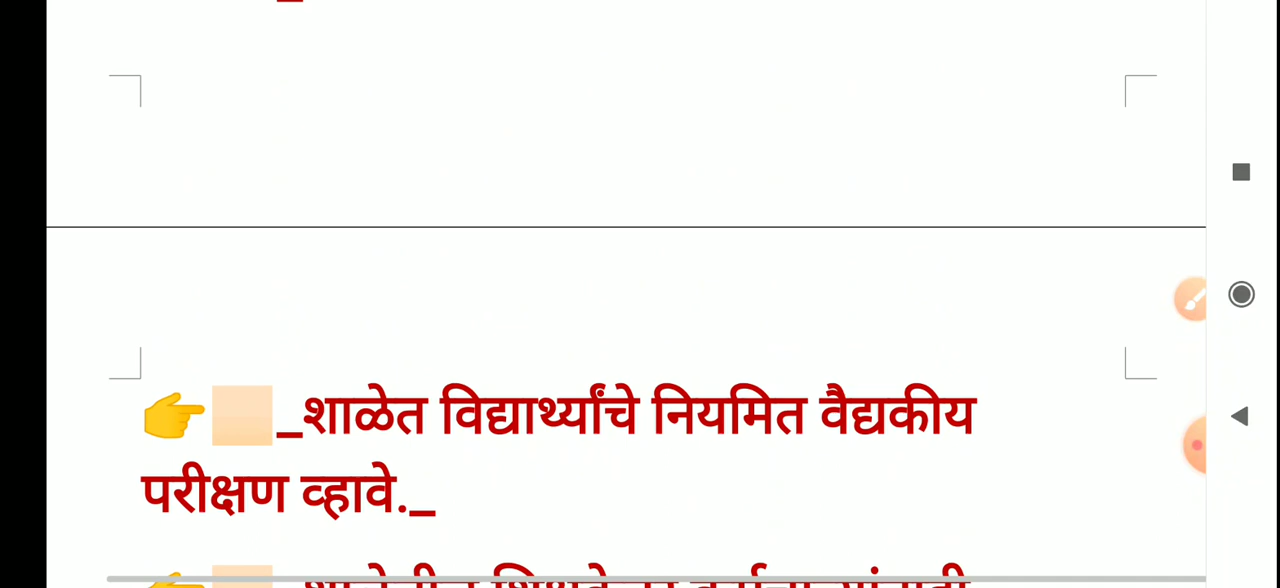 👉 _शाळेत विद्यार्थ्यांचे नियमित वैद्यकीय
परीक्षण व्हावे._